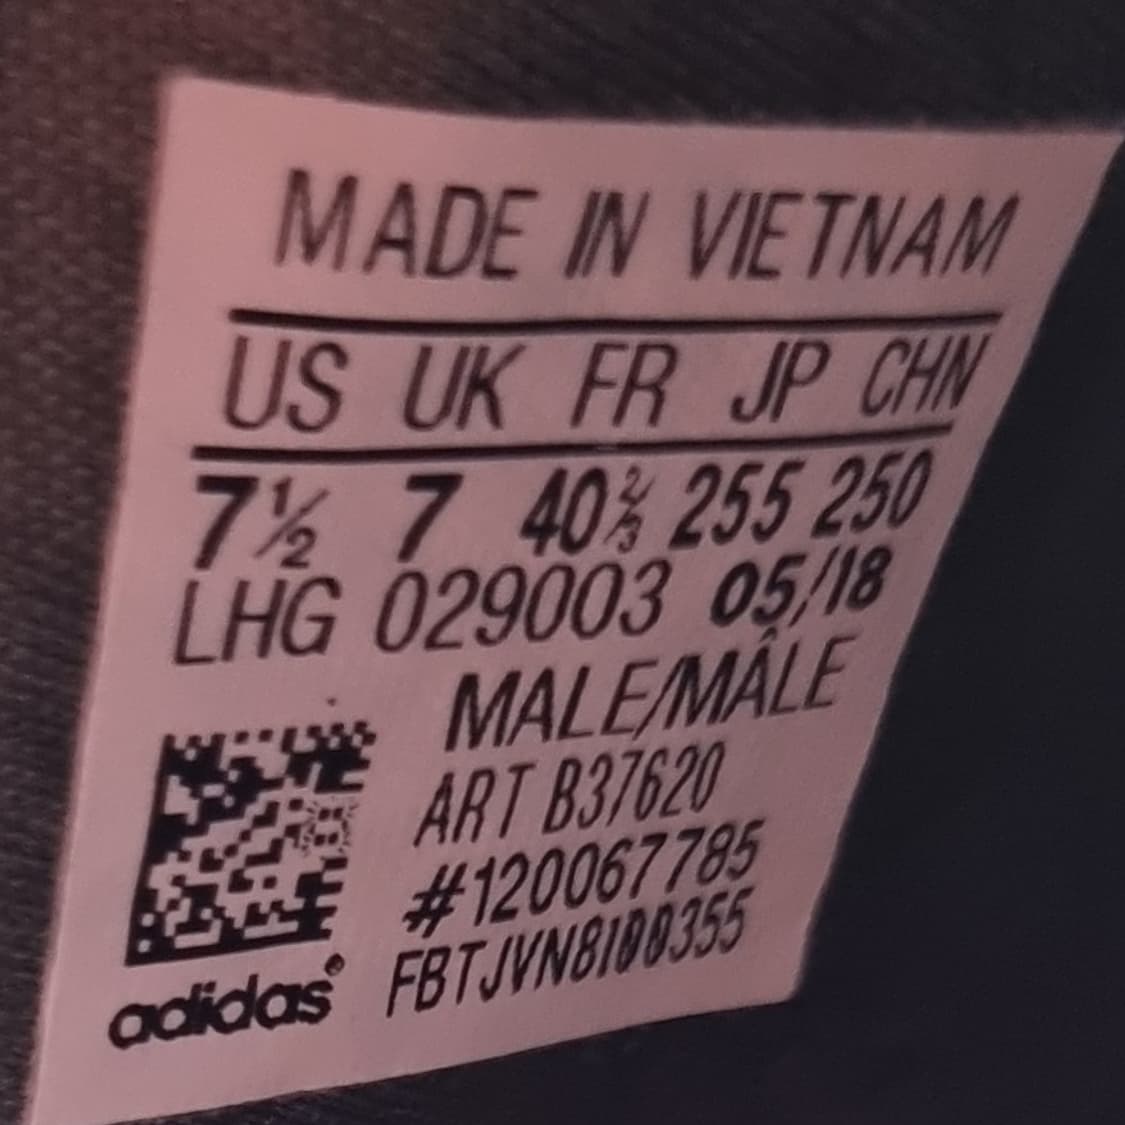 MADE IN VIETNAM
US UK FR JP CHN
7½ 7 40⅔ 255 250
LHG 029003 05/18
MALE/MÂLE
ART B37620
#120067785
adidas®